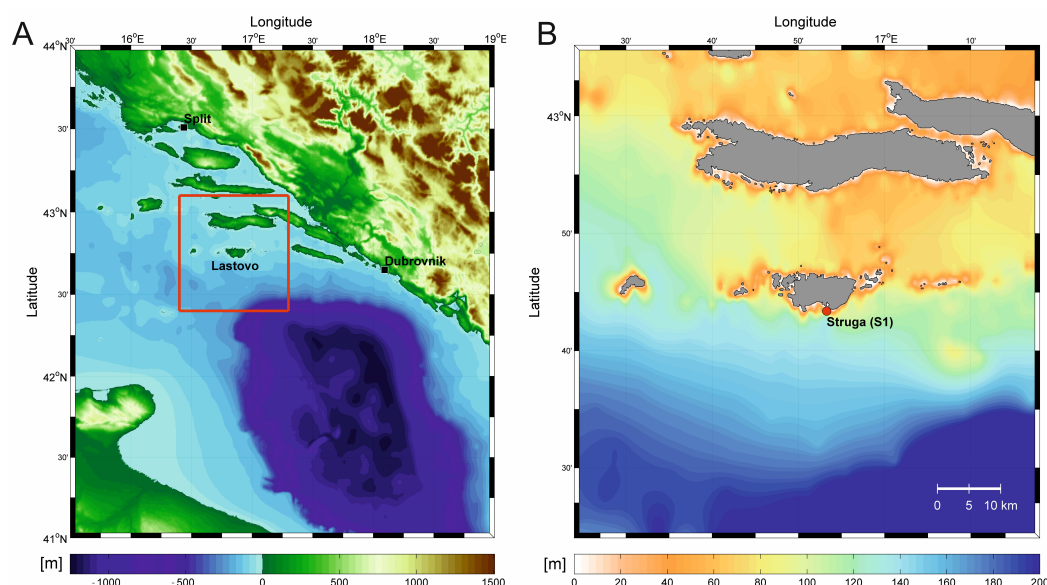 A
Longitude
30' 16°E 30' 17°E 30' 18°E 30' 19°E
44°N
30'
43°N
30'
42°N
30'
41°N
Latitude
Split
Lastovo
Dubrovnik
[m]
-1000 -500 0 500 1000 1500
B
Longitude
30' 40' 50' 17°E 10'
43°N
50'
40'
30'
Latitude
Struga (S1)
0 5 10 km
[m]
0 20 40 60 80 100 120 140 160 180 200